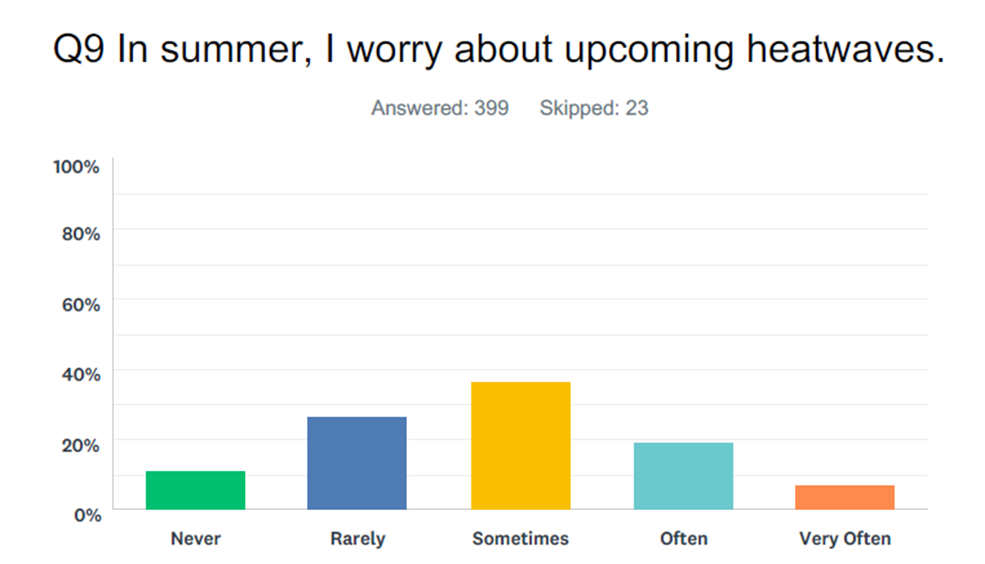 Q9 In summer, I worry about upcoming heatwaves.
Answered: 399 Skipped: 23
100%
80%
60%
40%
20%
0%
Never Rarely Sometimes Often Very Often